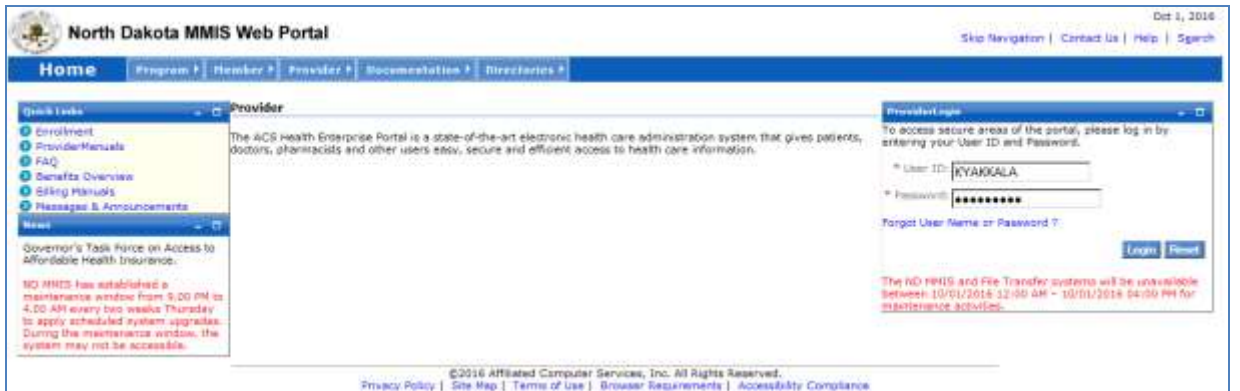 Oct 1, 2016
North Dakota MMIS Web Portal
Skip Navigation | Contact Us | Help | Search
Home Program Member Provider Documentation Directories
Quick Links
Enrollment
ProviderManuals
FAQ
Benefits Overview
Billing Manuals
Messages & Announcements
News
Governor's Task Force on Access to
Affordable Health Insurance.
ND MMIS has established a
maintenance window from 9.00 PM to
4.00 AM every two weeks Thursday
to apply scheduled system upgrades.
During the maintenance window, the
system may not be accessible.
Provider
The ACS Health Enterprise Portal is a state-of-the-art electronic health care administration system that gives patients,
doctors, pharmacists and other users easy, secure and efficient access to health care information.
ProviderLogin
To access secure areas of the portal, please log in by
entering your User ID and Password.
* User ID: KYAKKALA
* Password: •••••••••
Forgot User Name or Password ?
Login Reset
The ND MMIS and File Transfer systems will be unavailable
between 10/01/2016 12:00 AM - 10/01/2016 04:00 PM for
maintenance activities.
©2016 Affiliated Computer Services, Inc. All Rights Reserved.
Privacy Policy | Site Map | Terms of Use | Browser Requirements | Accessibility Compliance